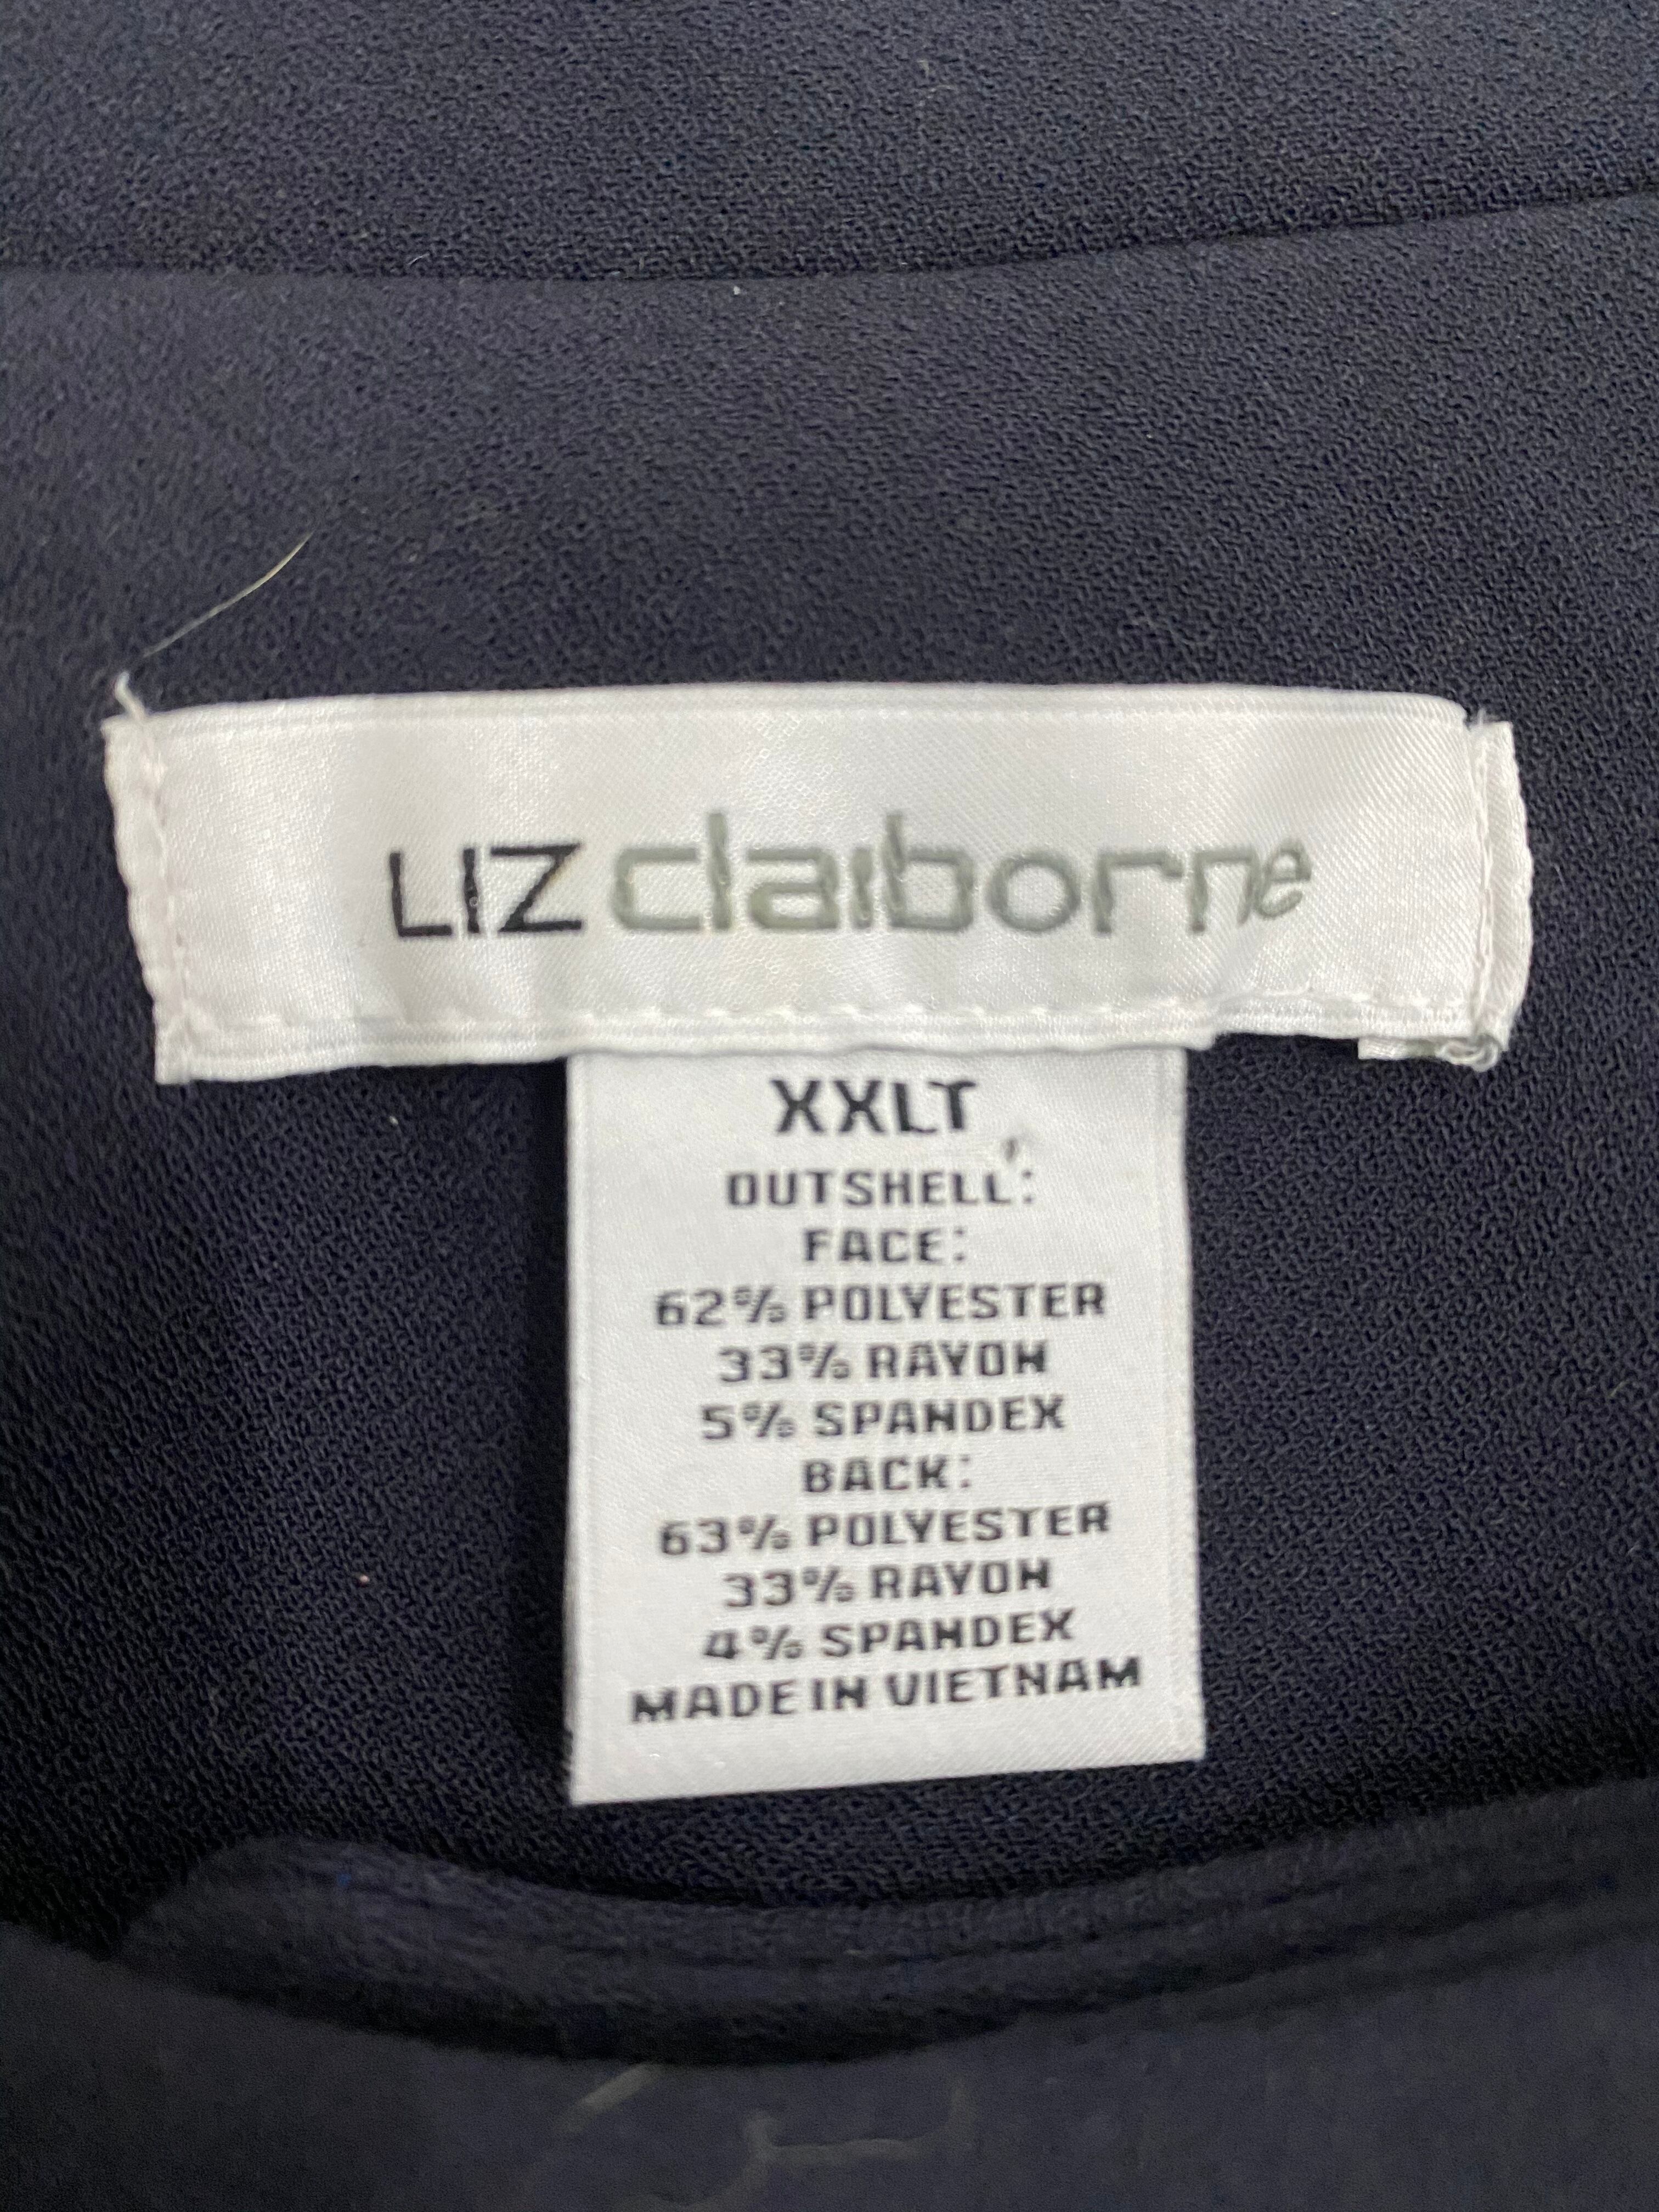 LIZ claiborne
XXLT
OUTSHELL:
FACE:
62% POLYESTER
33% RAYON
5% SPANDEX
BACK:
63% POLYESTER
33% RAYON
4% SPANDEX
MADE IN VIETNAM